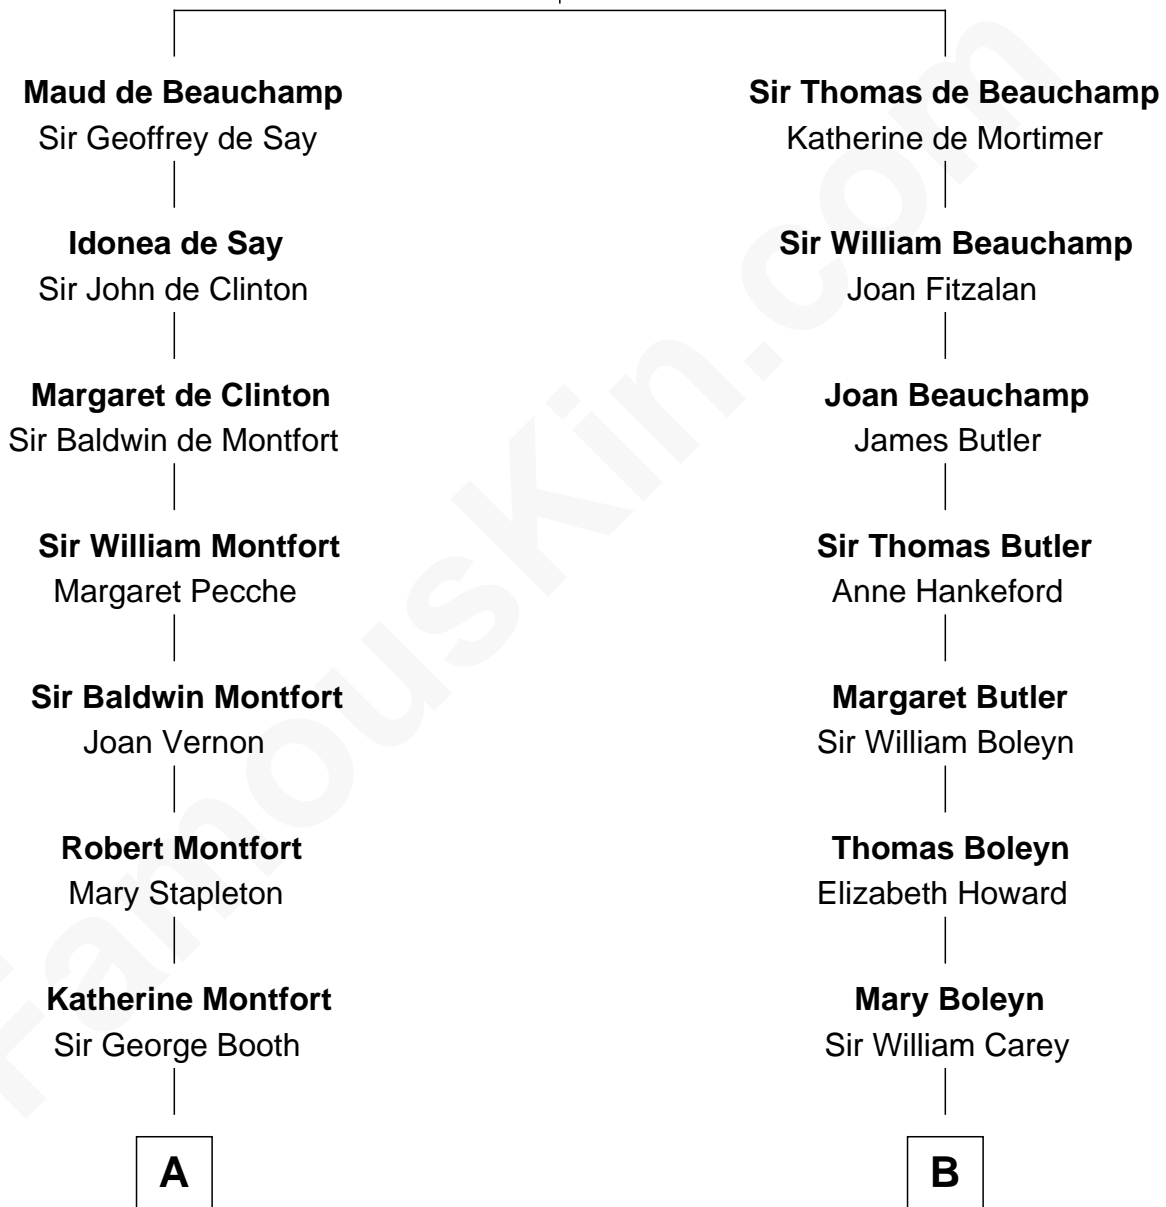 Maud de Beauchamp
Sir Geoffrey de Say
Idonea de Say
Sir John de Clinton
Margaret de Clinton
Sir Baldwin de Montfort
Sir William Montfort
Margaret Pecche
Sir Baldwin Montfort
Joan Vernon
Robert Montfort
Mary Stapleton
Katherine Montfort
Sir George Booth
A
Sir Thomas de Beauchamp
Katherine de Mortimer
Sir William Beauchamp
Joan Fitzalan
Joan Beauchamp
James Butler
Sir Thomas Butler
Anne Hankeford
Margaret Butler
Sir William Boleyn
Thomas Boleyn
Elizabeth Howard
Mary Boleyn
Sir William Carey
B
FamousKin.com